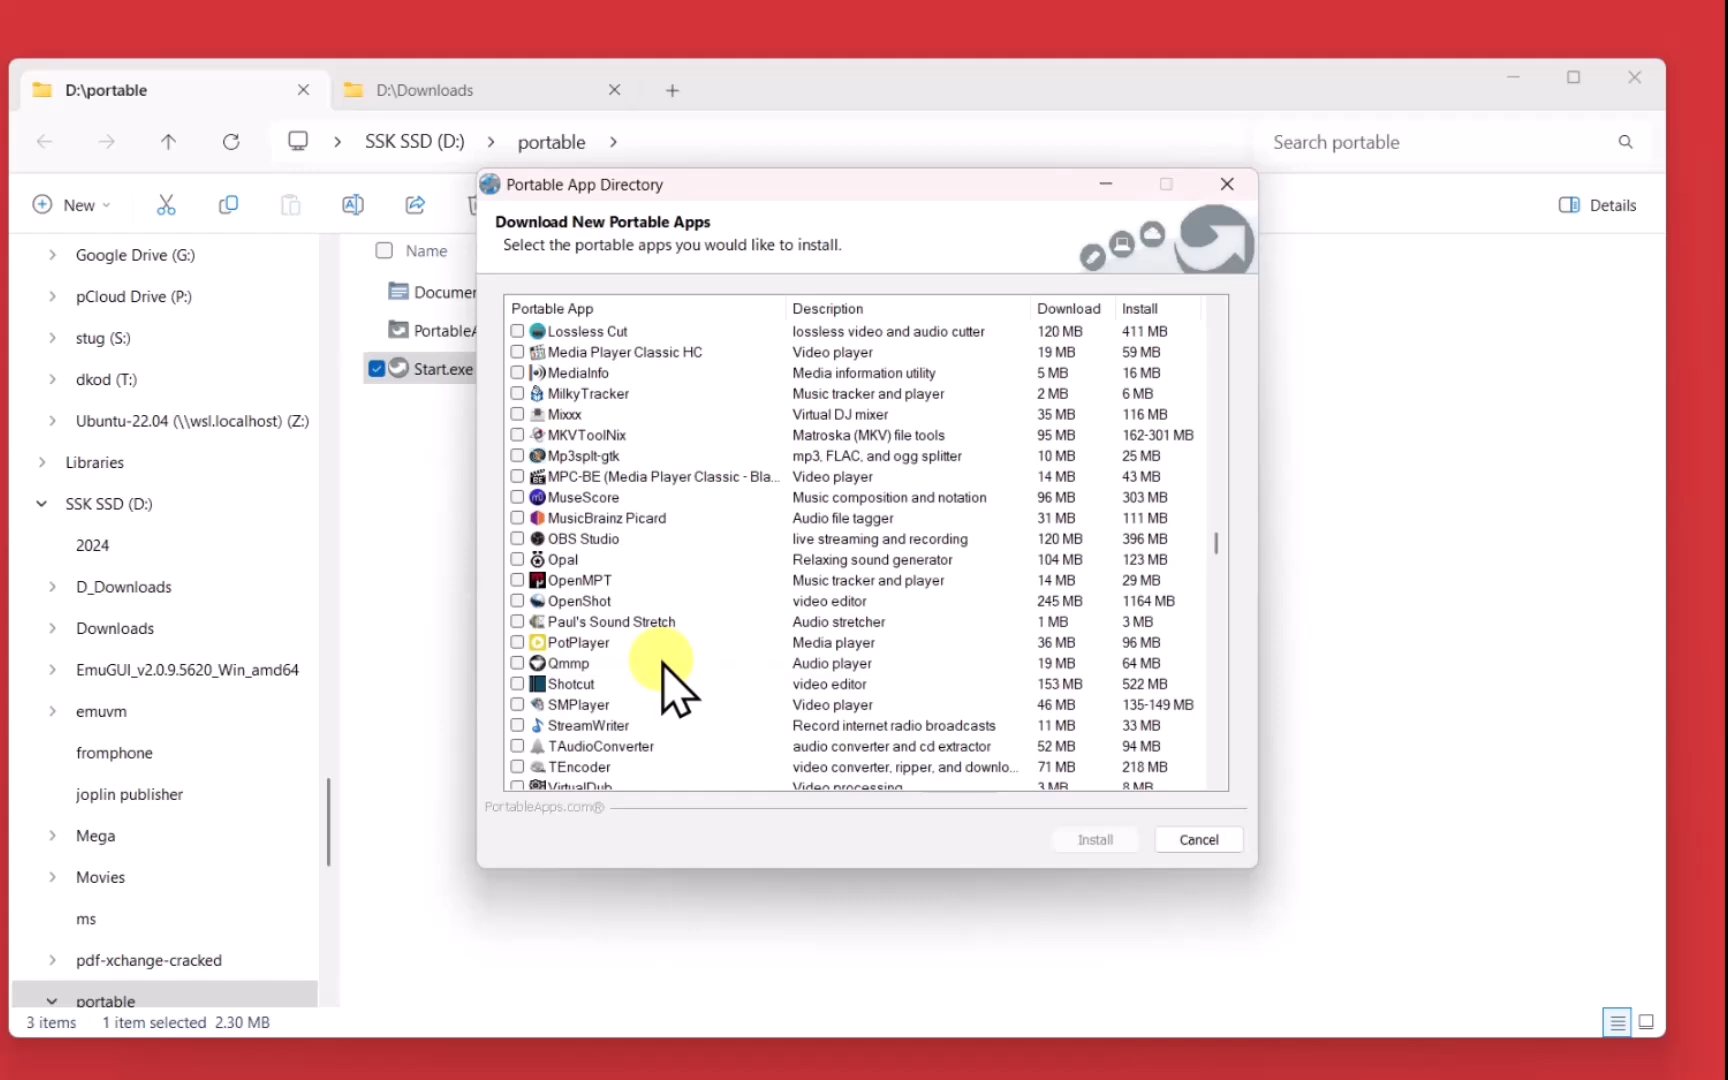 D:\portable
D:\Downloads
SSK SSD (D:)
portable
Search portable
New
Details
Portable App Directory
Download New Portable Apps
Select the portable apps you would like to install.
Name
Documen
PortableA
Start.exe
Google Drive (G:)
pCloud Drive (P:)
stug (S:)
dkod (T:)
Ubuntu-22.04 (\\wsl.localhost) (Z:)
Libraries
SSK SSD (D:)
2024
D_Downloads
Downloads
EmuGUI_v2.0.9.5620_Win_amd64
emuvm
fromphone
joplin publisher
Mega
Movies
ms
pdf-xchange-cracked
portable
Portable App Description Download Install
Lossless Cut lossless video and audio cutter 120 MB 411 MB
Media Player Classic HC Video player 19 MB 59 MB
MediaInfo Media information utility 5 MB 16 MB
MilkyTracker Music tracker and player 2 MB 6 MB
Mixxx Virtual DJ mixer 35 MB 116 MB
MKVToolNix Matroska (MKV) file tools 95 MB 162-301 MB
Mp3splt-gtk mp3, FLAC, and ogg splitter 10 MB 25 MB
MPC-BE (Media Player Classic - Bla... Video player 14 MB 43 MB
MuseScore Music composition and notation 96 MB 303 MB
MusicBrainz Picard Audio file tagger 31 MB 111 MB
OBS Studio live streaming and recording 120 MB 396 MB
Opal Relaxing sound generator 104 MB 123 MB
OpenMPT Music tracker and player 14 MB 29 MB
OpenShot video editor 245 MB 1164 MB
Paul's Sound Stretch Audio stretcher 1 MB 3 MB
PotPlayer Media player 36 MB 96 MB
Qmmp Audio player 19 MB 64 MB
Shotcut video editor 153 MB 522 MB
SMPlayer Video player 46 MB 135-149 MB
StreamWriter Record internet radio broadcasts 11 MB 33 MB
TAudioConverter audio converter and cd extractor 52 MB 94 MB
TEncoder video converter, ripper, and downlo... 71 MB 218 MB
VirtualDub Video processing 3 MB 8 MB
PortableApps.com®
Install
Cancel
3 items 1 item selected 2.30 MB